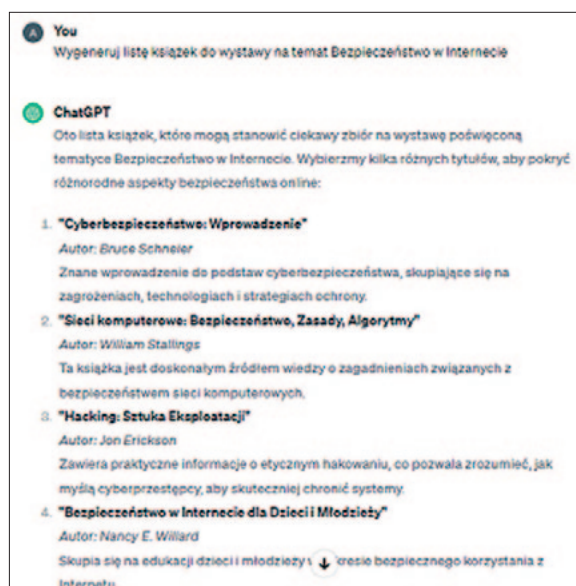 A You
Wygeneruj listę książek do wystawy na temat Bezpieczeństwo w Internecie
ChatGPT
Oto lista książek, które mogą stanowić ciekawy zbiór na wystawę poświęconą
tematyce Bezpieczeństwo w Internecie. Wybierzmy kilka różnych tytułów, aby pokryć
różnorodne aspekty bezpieczeństwa online:
1. "Cyberbezpieczeństwo: Wprowadzenie"
Autor: Bruce Schneier
Znane wprowadzenie do podstaw cyberbezpieczeństwa, skupiające się na
zagrożeniach, technologiach i strategiach ochrony.
2. "Sieci komputerowe: Bezpieczeństwo, Zasady, Algorytmy"
Autor: William Stallings
Ta książka jest doskonałym źródłem wiedzy o zagadnieniach związanych z
bezpieczeństwem sieci komputerowych.
3. "Hacking: Sztuka Eksploatacji"
Autor: Jon Erickson
Zawiera praktyczne informacje o etycznym hakowaniu, co pozwala zrozumieć, jak
myślą cyberprzestępcy, aby skuteczniej chronić systemy.
4. "Bezpieczeństwo w Internecie dla Dzieci i Młodzieży"
Autor: Nancy E. Willard
Skupia się na edukacji dzieci i młodzieży bezpiecznego korzystania z
Internetu.